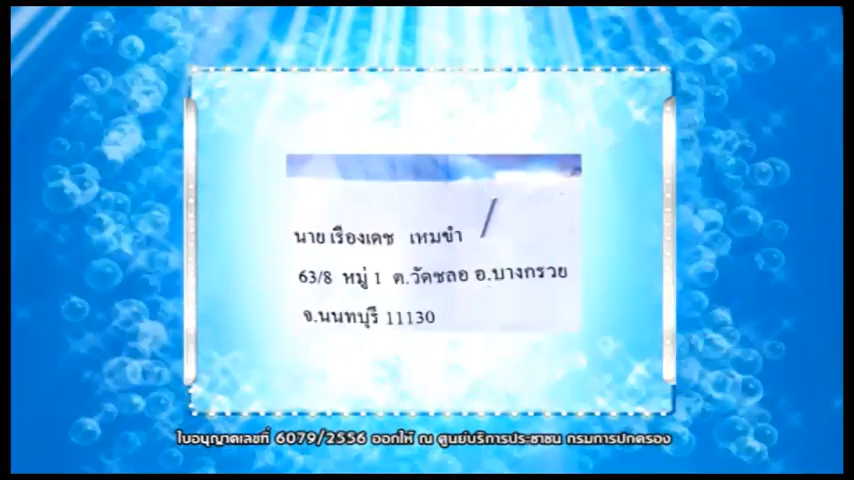 นาย เรืองเดช เหมขำ
63/8 หมู่ 1 ต.วัดชลอ อ.บางกรวย
จ.นนทบุรี 11130
ใบอนุญาตเลขที่ 6079/2556 ออกให้ ณ ศูนย์บริการประชาชน กรมการปกครอง